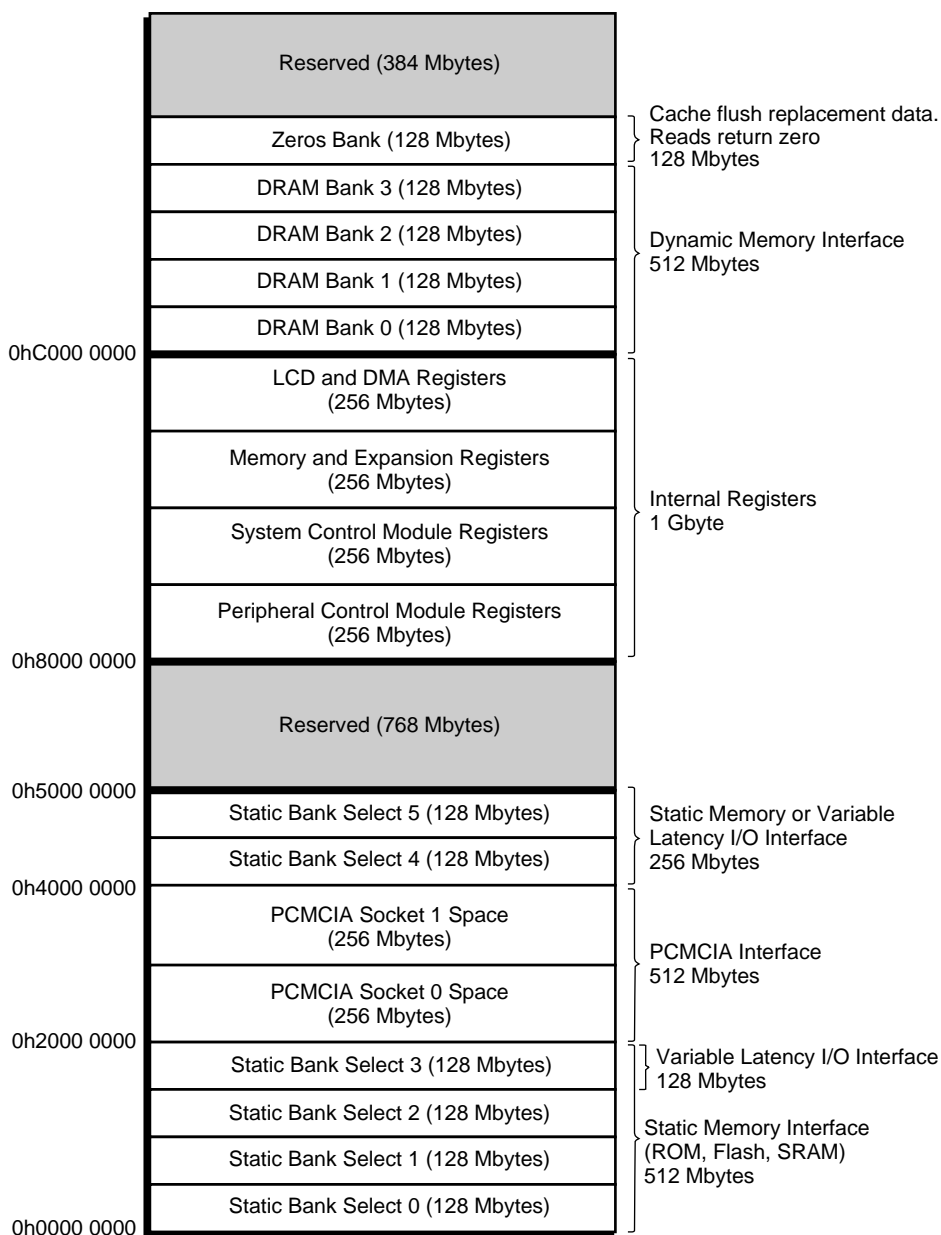 Reserved (384 Mbytes)
Cache flush replacement data.
Reads return zero
128 Mbytes
Zeros Bank (128 Mbytes)
DRAM Bank 3 (128 Mbytes)
DRAM Bank 2 (128 Mbytes)
Dynamic Memory Interface
512 Mbytes
DRAM Bank 1 (128 Mbytes)
DRAM Bank 0 (128 Mbytes)
0hC000 0000
LCD and DMA Registers
(256 Mbytes)
Memory and Expansion Registers
(256 Mbytes)
Internal Registers
1 Gbyte
System Control Module Registers
(256 Mbytes)
Peripheral Control Module Registers
(256 Mbytes)
0h8000 0000
Reserved (768 Mbytes)
0h5000 0000
Static Bank Select 5 (128 Mbytes)
Static Memory or Variable
Latency I/O Interface
256 Mbytes
Static Bank Select 4 (128 Mbytes)
0h4000 0000
PCMCIA Socket 1 Space
(256 Mbytes)
PCMCIA Interface
512 Mbytes
PCMCIA Socket 0 Space
(256 Mbytes)
0h2000 0000
Static Bank Select 3 (128 Mbytes)
Variable Latency I/O Interface
128 Mbytes
Static Bank Select 2 (128 Mbytes)
Static Memory Interface
(ROM, Flash, SRAM)
512 Mbytes
Static Bank Select 1 (128 Mbytes)
Static Bank Select 0 (128 Mbytes)
0h0000 0000